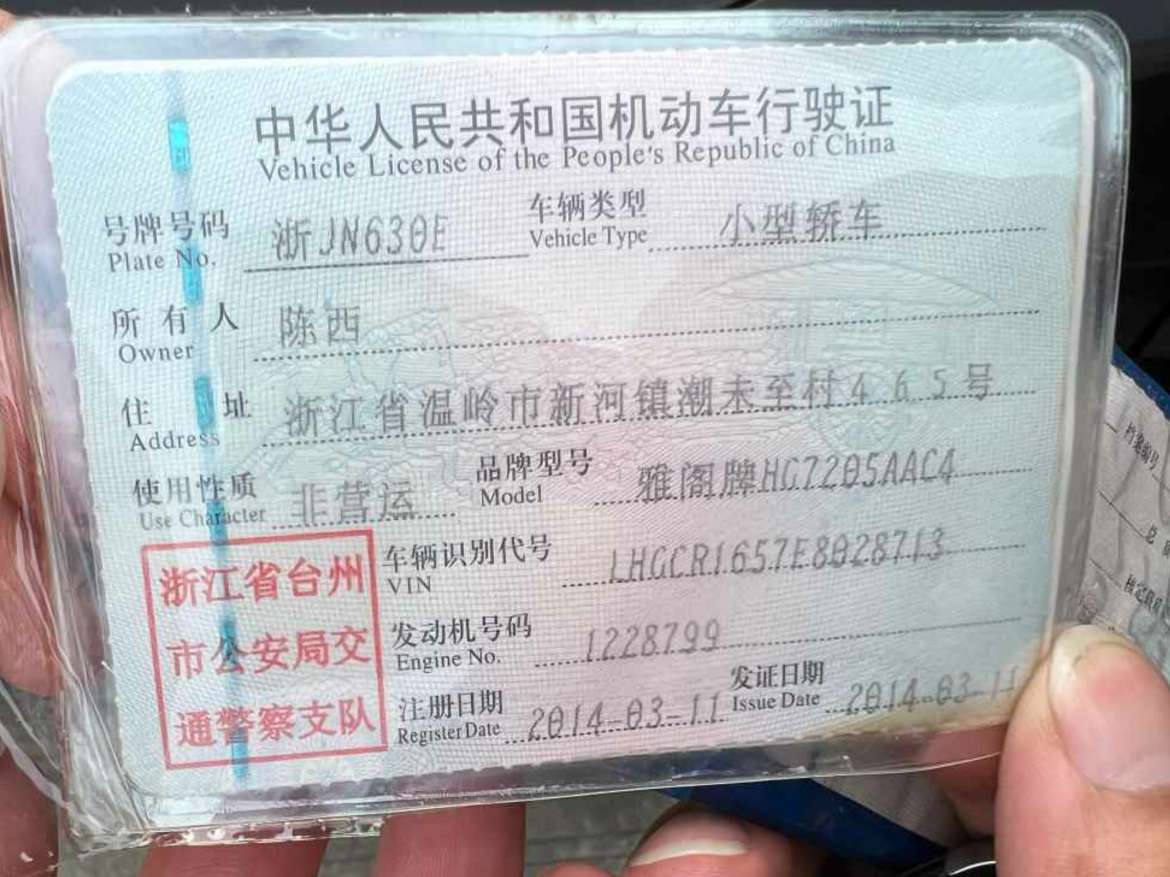 中华人民共和国机动车行驶证
Vehicle License of the People's Republic of China
号牌号码 浙JN630E 车辆类型 小型轿车
Plate No. Vehicle Type
所有人 陈西
Owner
住址 浙江省温岭市新河镇潮未至村465号
Address
使用性质 非营运 品牌型号 雅阁牌HG7205AAC4
Use Character Model
浙江省台州
市公安局交
通警察支队
车辆识别代号 LHGCR1657E8028713
VIN
发动机号码 1228799
Engine No.
注册日期 2014-03-11 发证日期 2014-03-11
Register Date Issue Date
档案编号